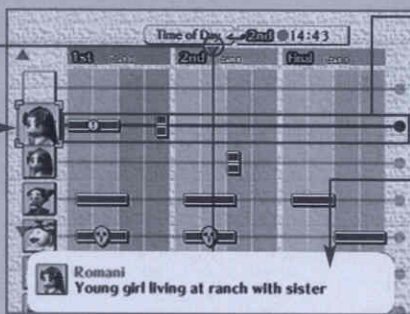 Time of Day 2nd 14:43
1st
2nd
Final
Romani
Young girl living at ranch with sister